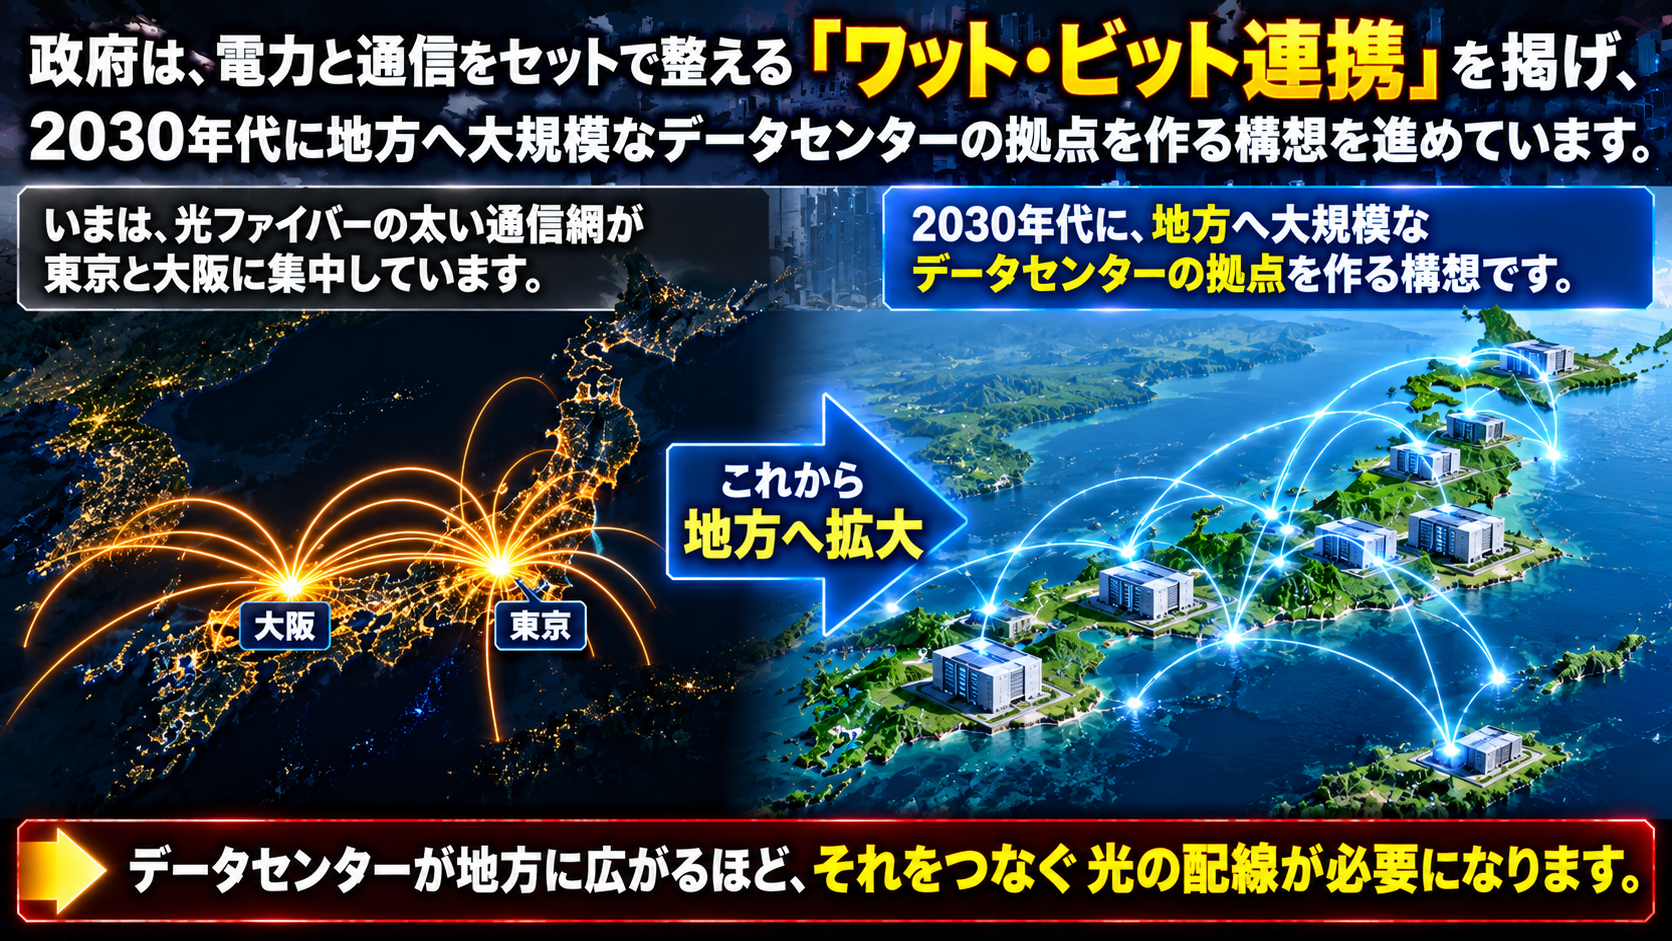 政府は、電力と通信をセットで整える「ワット・ビット連携」を掲げ、
2030年代に地方へ大規模なデータセンターの拠点を作る構想を進めています。
いまは、光ファイバーの太い通信網が
東京と大阪に集中しています。
2030年代に、地方へ大規模な
データセンターの拠点を作る構想です。
これから
地方へ拡大
大阪
東京
データセンターが地方に広がるほど、それをつなぐ 光の配線が必要になります。